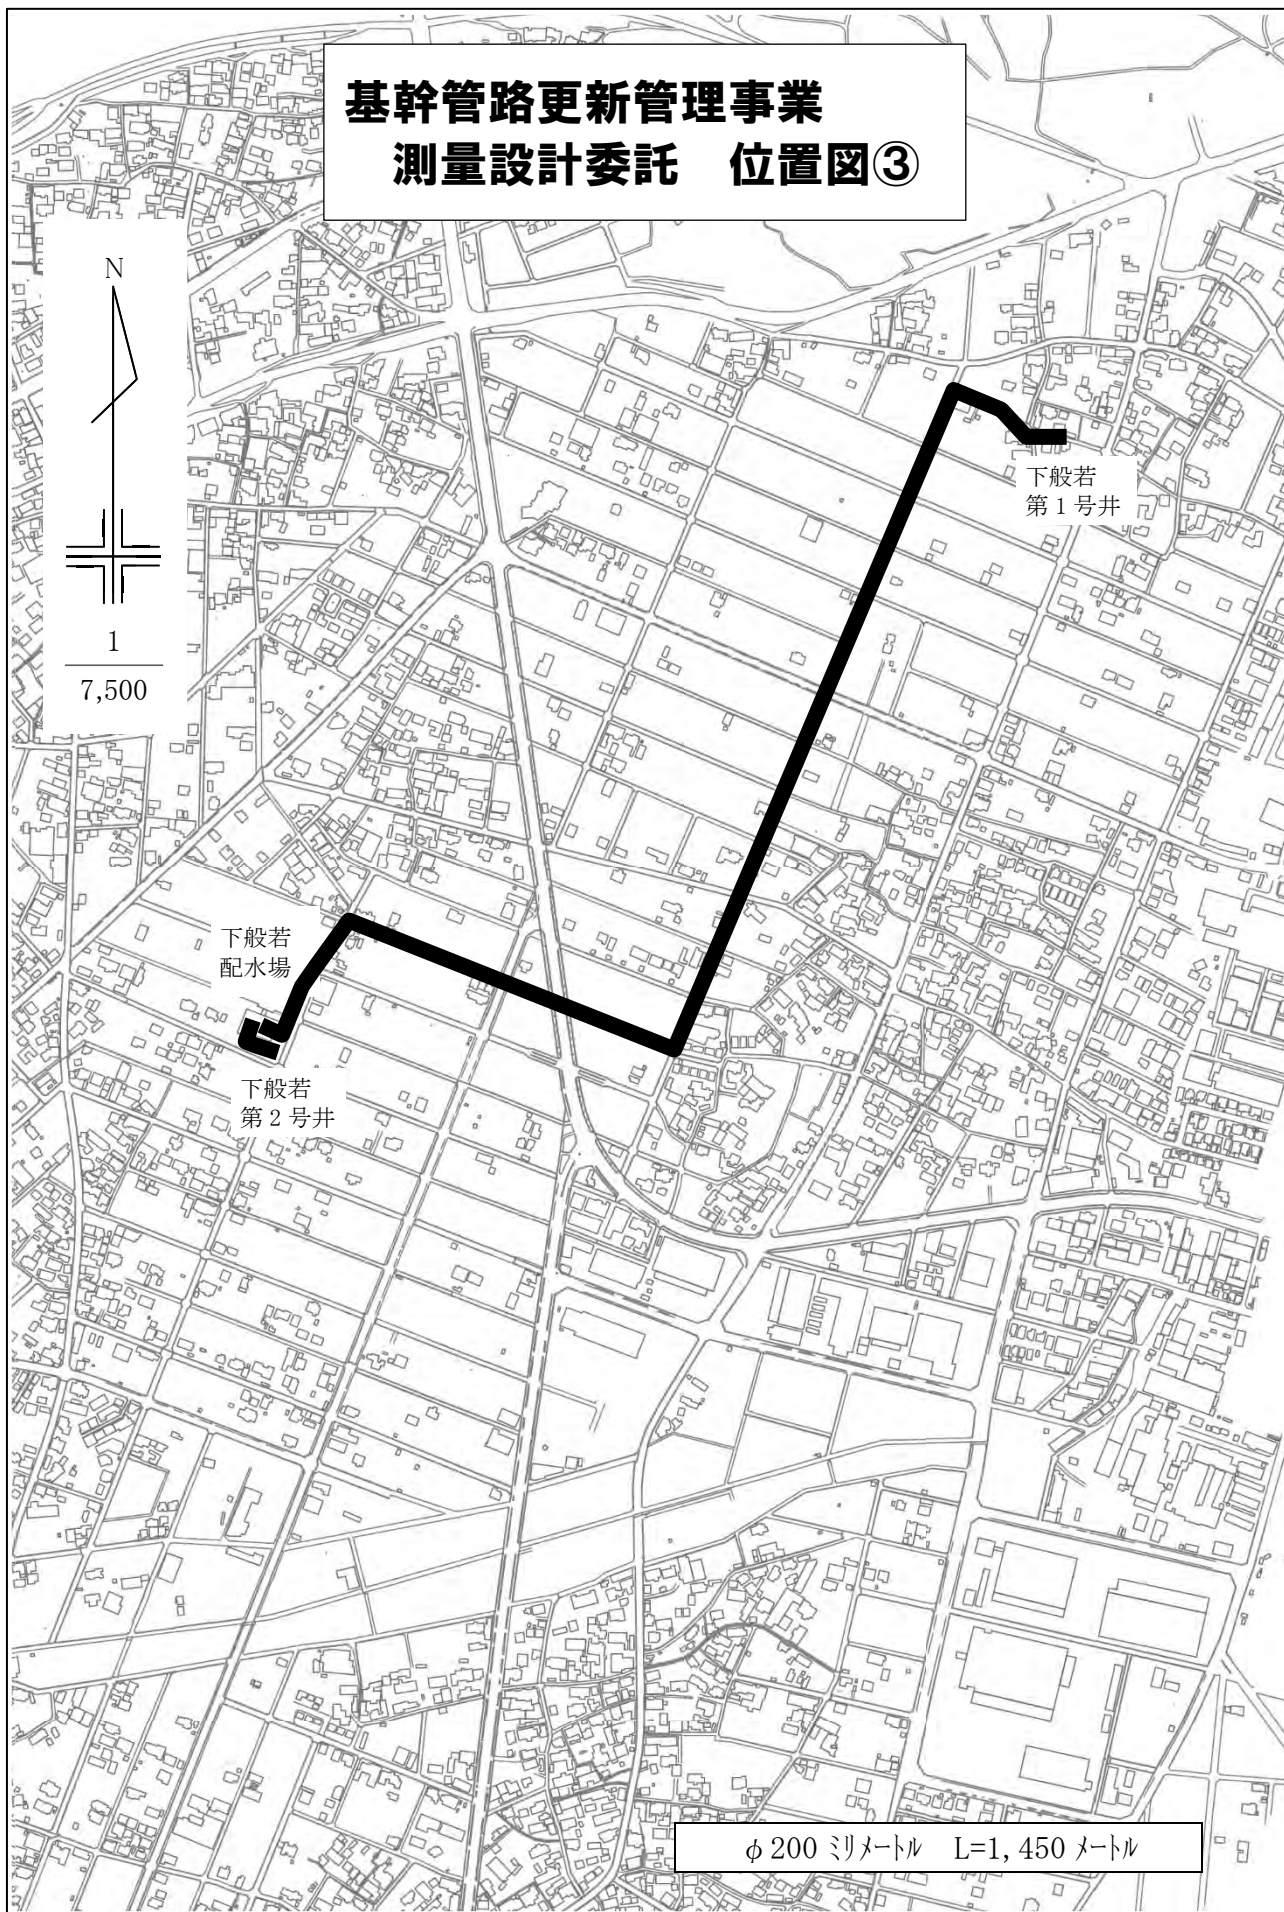 基幹管路更新管理事業
測量設計委託　位置図③
N
1
7,500
下般若
第1号井
下般若
配水場
下般若
第2号井
φ200 ミリメートル　L=1,450 メートル